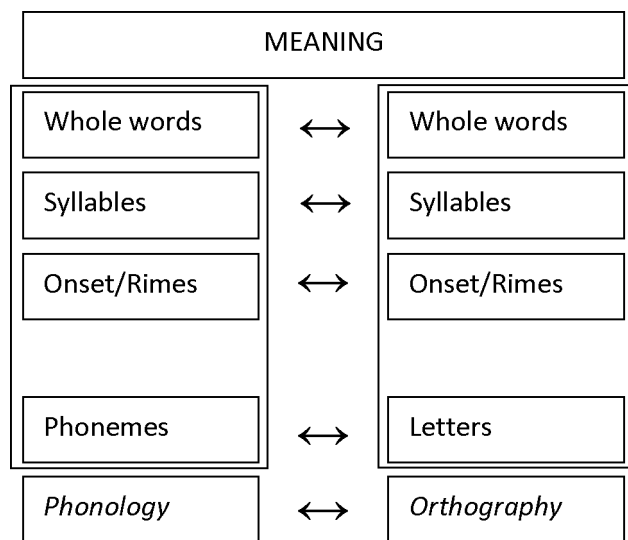 MEANING
Whole words ↔ Whole words
Syllables ↔ Syllables
Onset/Rimes ↔ Onset/Rimes
Phonemes ↔ Letters
Phonology ↔ Orthography